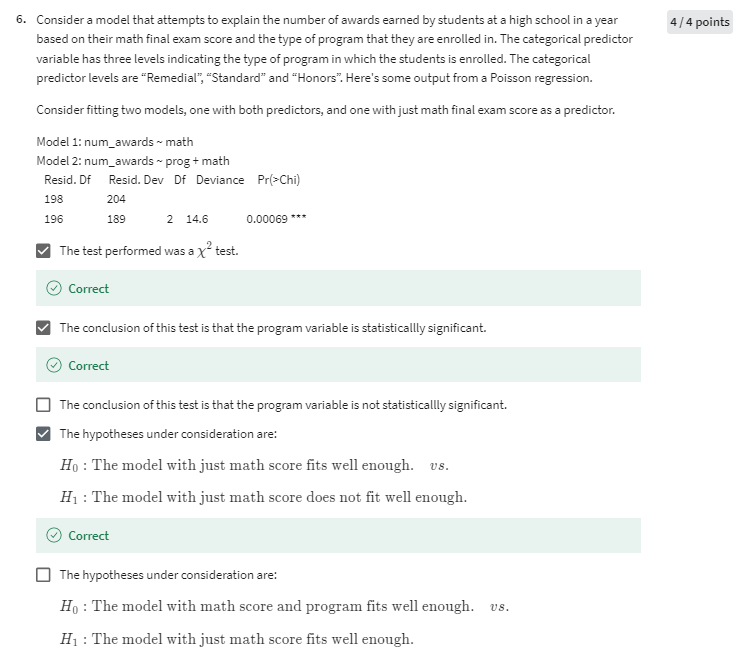 6. Consider a model that attempts to explain the number of awards earned by students at a high school in a year
4 / 4 points
based on their math final exam score and the type of program that they are enrolled in. The categorical predictor
variable has three levels indicating the type of program in which the students is enrolled. The categorical
predictor levels are “Remedial”, “Standard” and “Honors”. Here's some output from a Poisson regression.
Consider fitting two models, one with both predictors, and one with just math final exam score as a predictor.
Model 1: num_awards ~ math
Model 2: num_awards ~ prog + math
Resid. Df Resid. Dev Df Deviance Pr(>Chi)
198 204
196 189 2 14.6 0.00069 ***
The test performed was a χ² test.
Correct
The conclusion of this test is that the program variable is statisticallly significant.
Correct
The conclusion of this test is that the program variable is not statisticallly significant.
The hypotheses under consideration are:
H₀ : The model with just math score fits well enough. vs.
H₁ : The model with just math score does not fit well enough.
Correct
The hypotheses under consideration are:
H₀ : The model with math score and program fits well enough. vs.
H₁ : The model with just math score fits well enough.